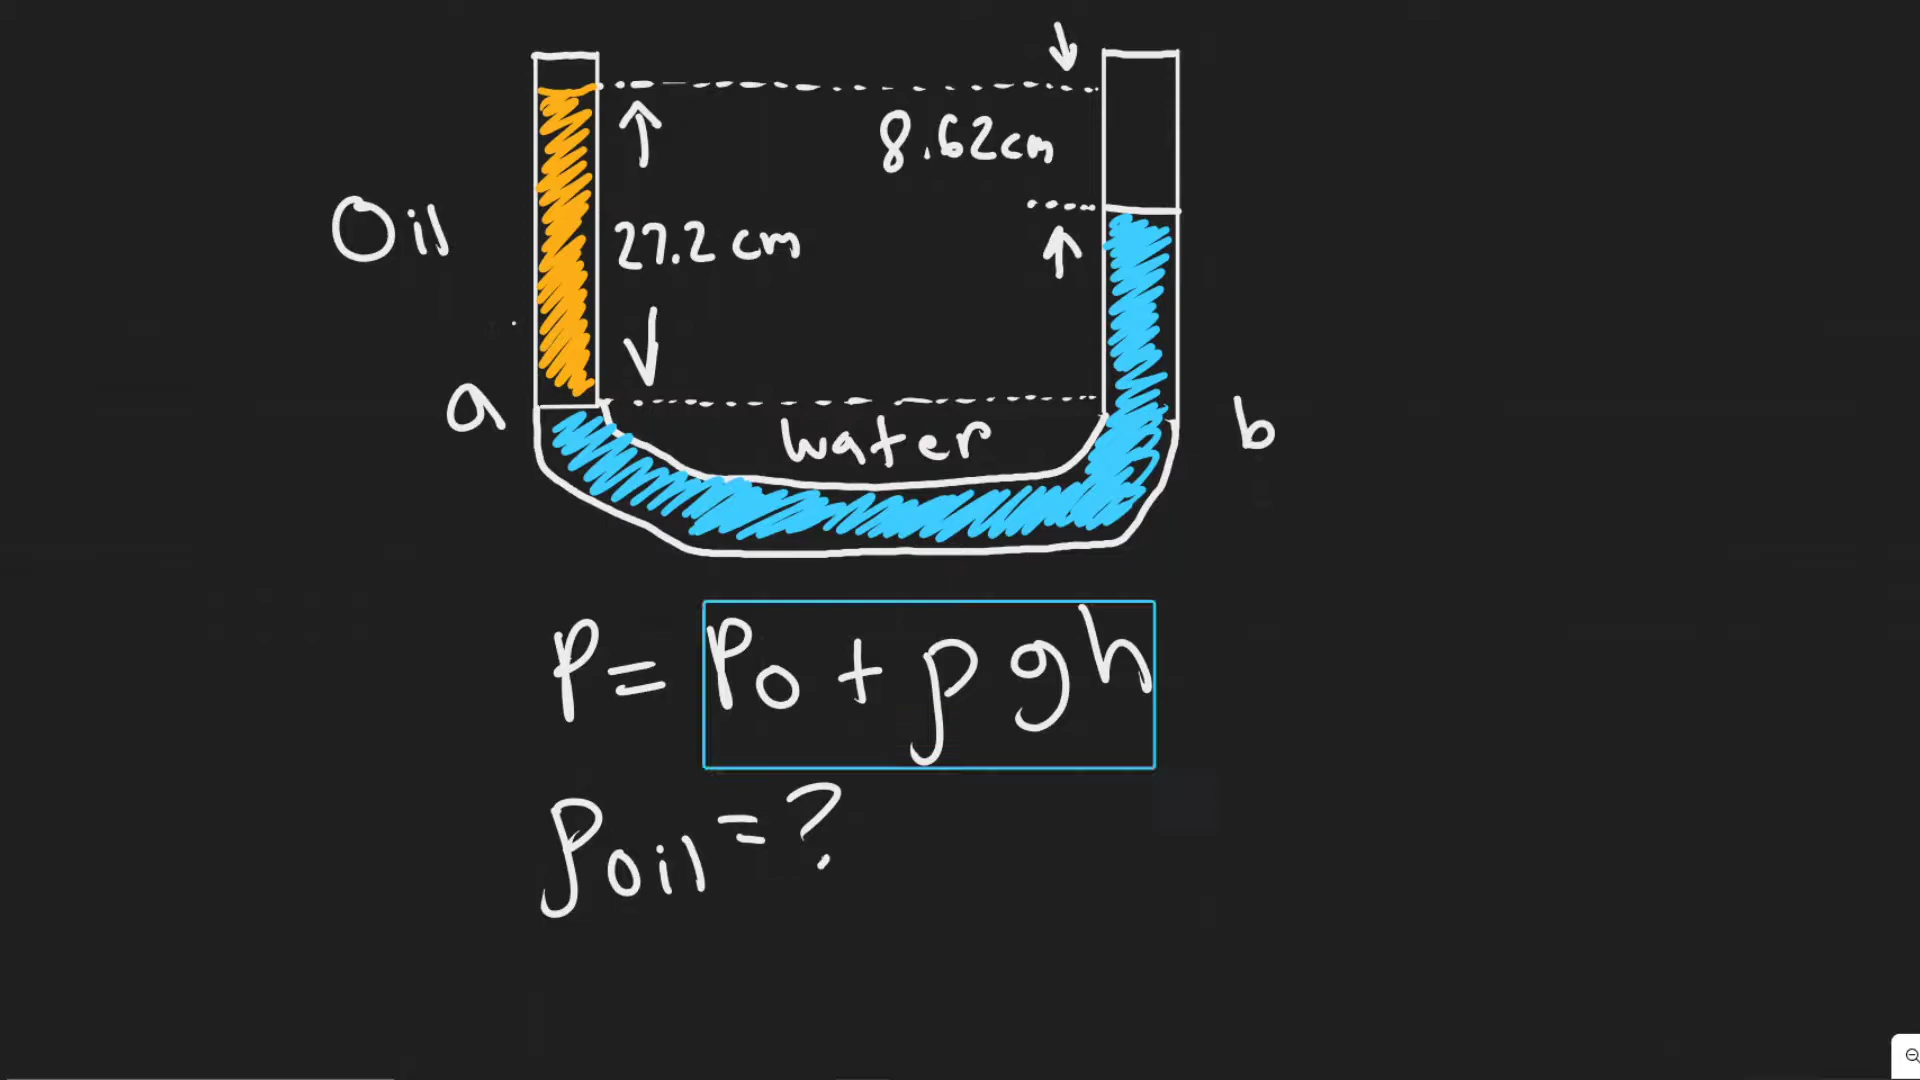 8.62cm
Oil
27.2 cm
a
water
b
P = P0 + ρgh
ρoil = ?